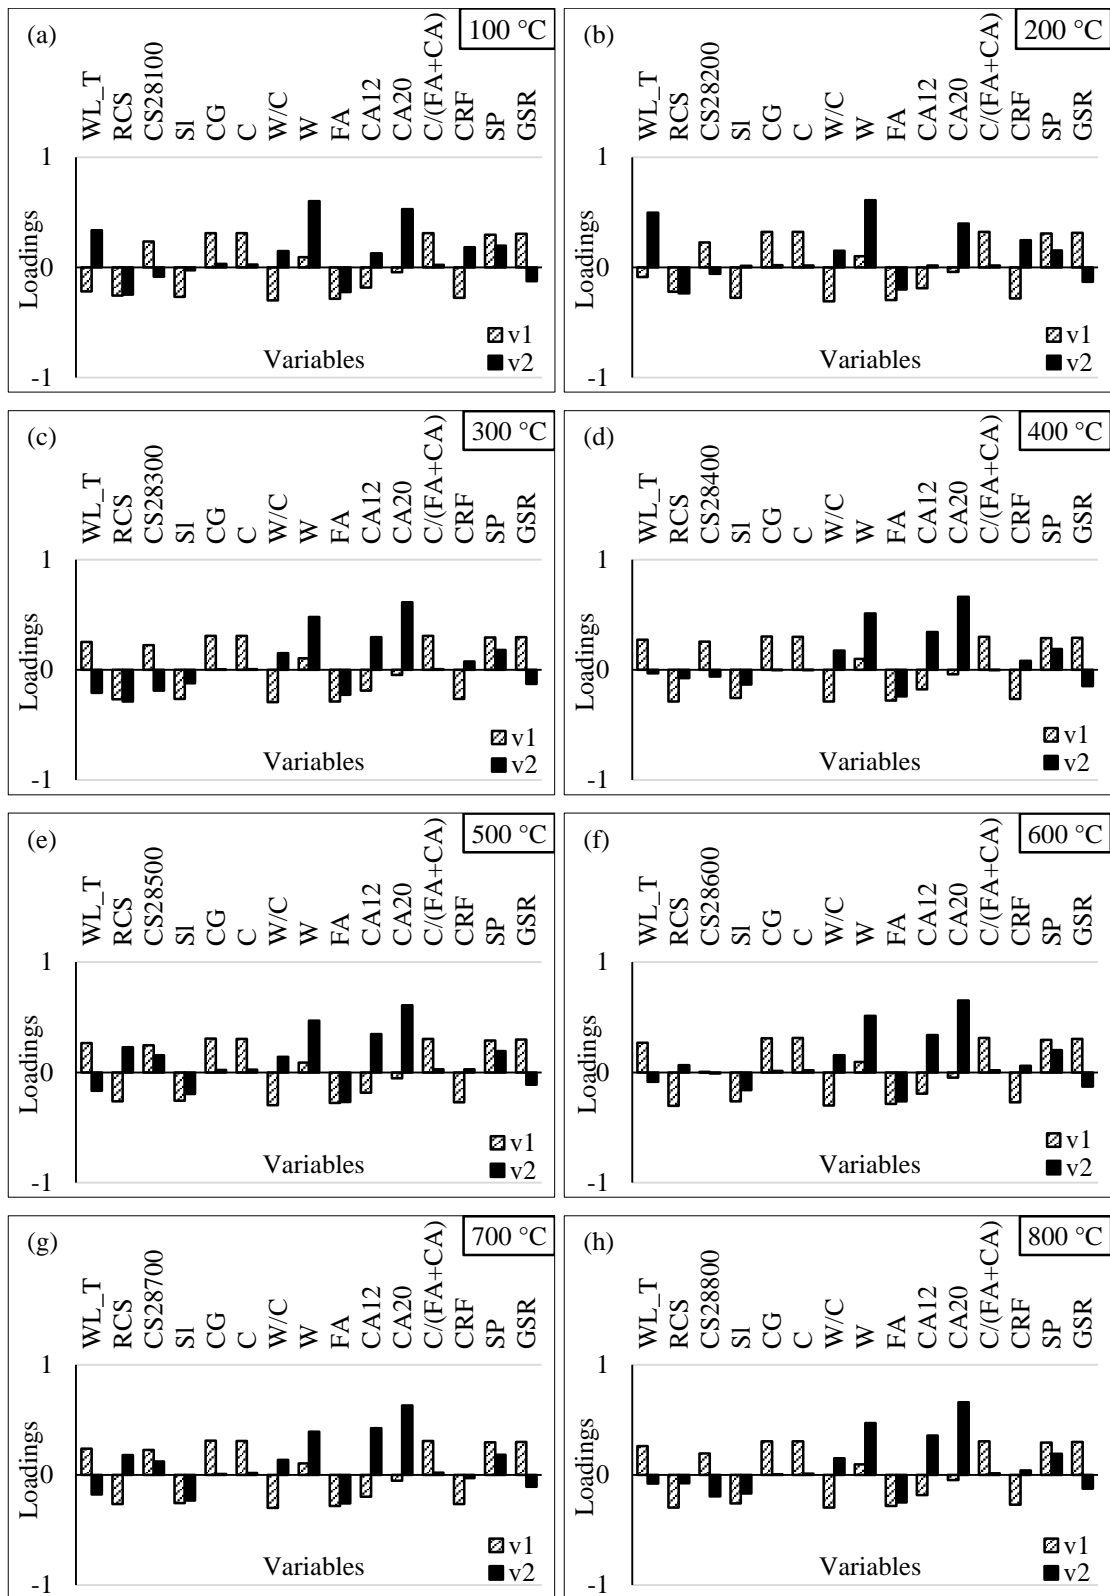 (a)
100 °C
WL_T
RCS
CS28100
Sl
CG
C
W/C
W
FA
CA12
CA20
C/(FA+CA)
CRF
SP
GSR
1
0
-1
Loadings
Variables
v1
v2
(b)
200 °C
WL_T
RCS
CS28200
Sl
CG
C
W/C
W
FA
CA12
CA20
C/(FA+CA)
CRF
SP
GSR
1
0
-1
Loadings
Variables
v1
v2
(c)
300 °C
WL_T
RCS
CS28300
Sl
CG
C
W/C
W
FA
CA12
CA20
C/(FA+CA)
CRF
SP
GSR
1
0
-1
Loadings
Variables
v1
v2
(d)
400 °C
WL_T
RCS
CS28400
Sl
CG
C
W/C
W
FA
CA12
CA20
C/(FA+CA)
CRF
SP
GSR
1
0
-1
Loadings
Variables
v1
v2
(e)
500 °C
WL_T
RCS
CS28500
Sl
CG
C
W/C
W
FA
CA12
CA20
C/(FA+CA)
CRF
SP
GSR
1
0
-1
Loadings
Variables
v1
v2
(f)
600 °C
WL_T
RCS
CS28600
Sl
CG
C
W/C
W
FA
CA12
CA20
C/(FA+CA)
CRF
SP
GSR
1
0
-1
Loadings
Variables
v1
v2
(g)
700 °C
WL_T
RCS
CS28700
Sl
CG
C
W/C
W
FA
CA12
CA20
C/(FA+CA)
CRF
SP
GSR
1
0
-1
Loadings
Variables
v1
v2
(h)
800 °C
WL_T
RCS
CS28800
Sl
CG
C
W/C
W
FA
CA12
CA20
C/(FA+CA)
CRF
SP
GSR
1
0
-1
Loadings
Variables
v1
v2